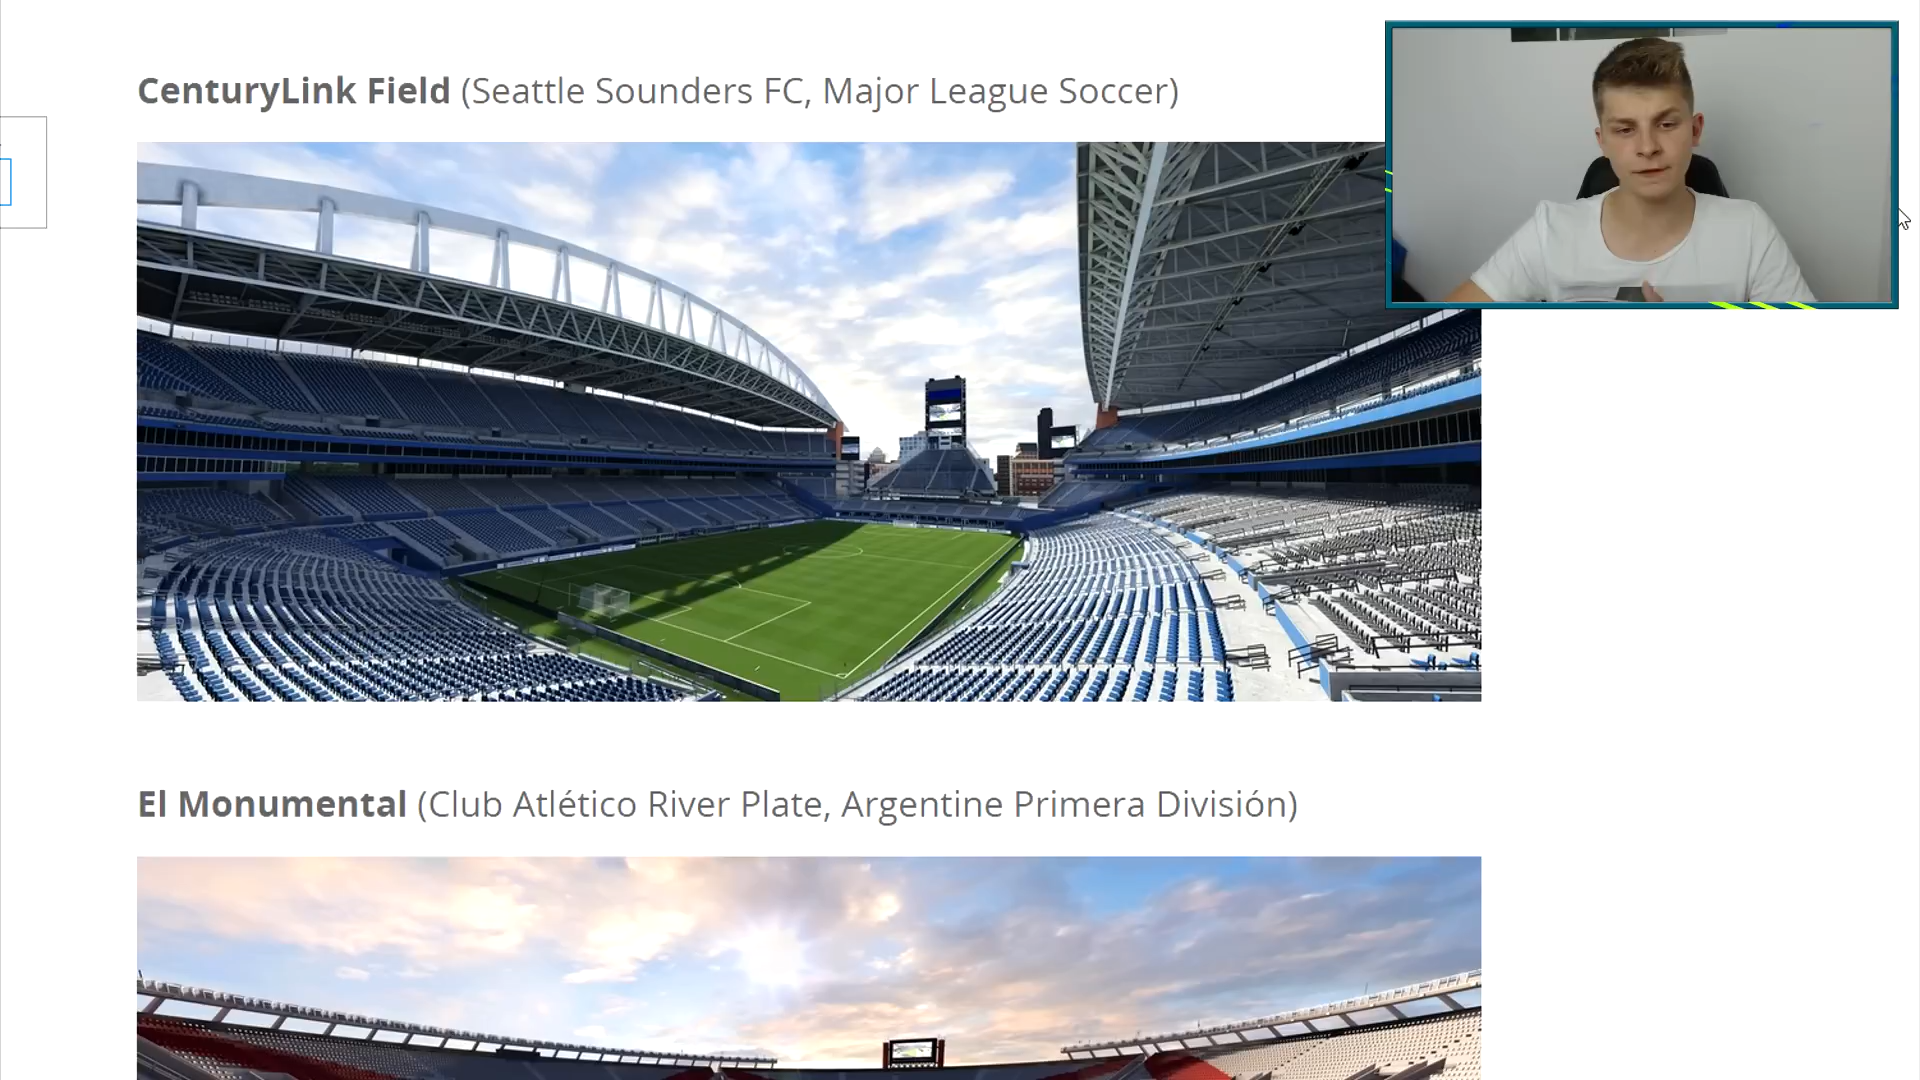 CenturyLink Field (Seattle Sounders FC, Major League Soccer)
El Monumental (Club Atlético River Plate, Argentine Primera División)